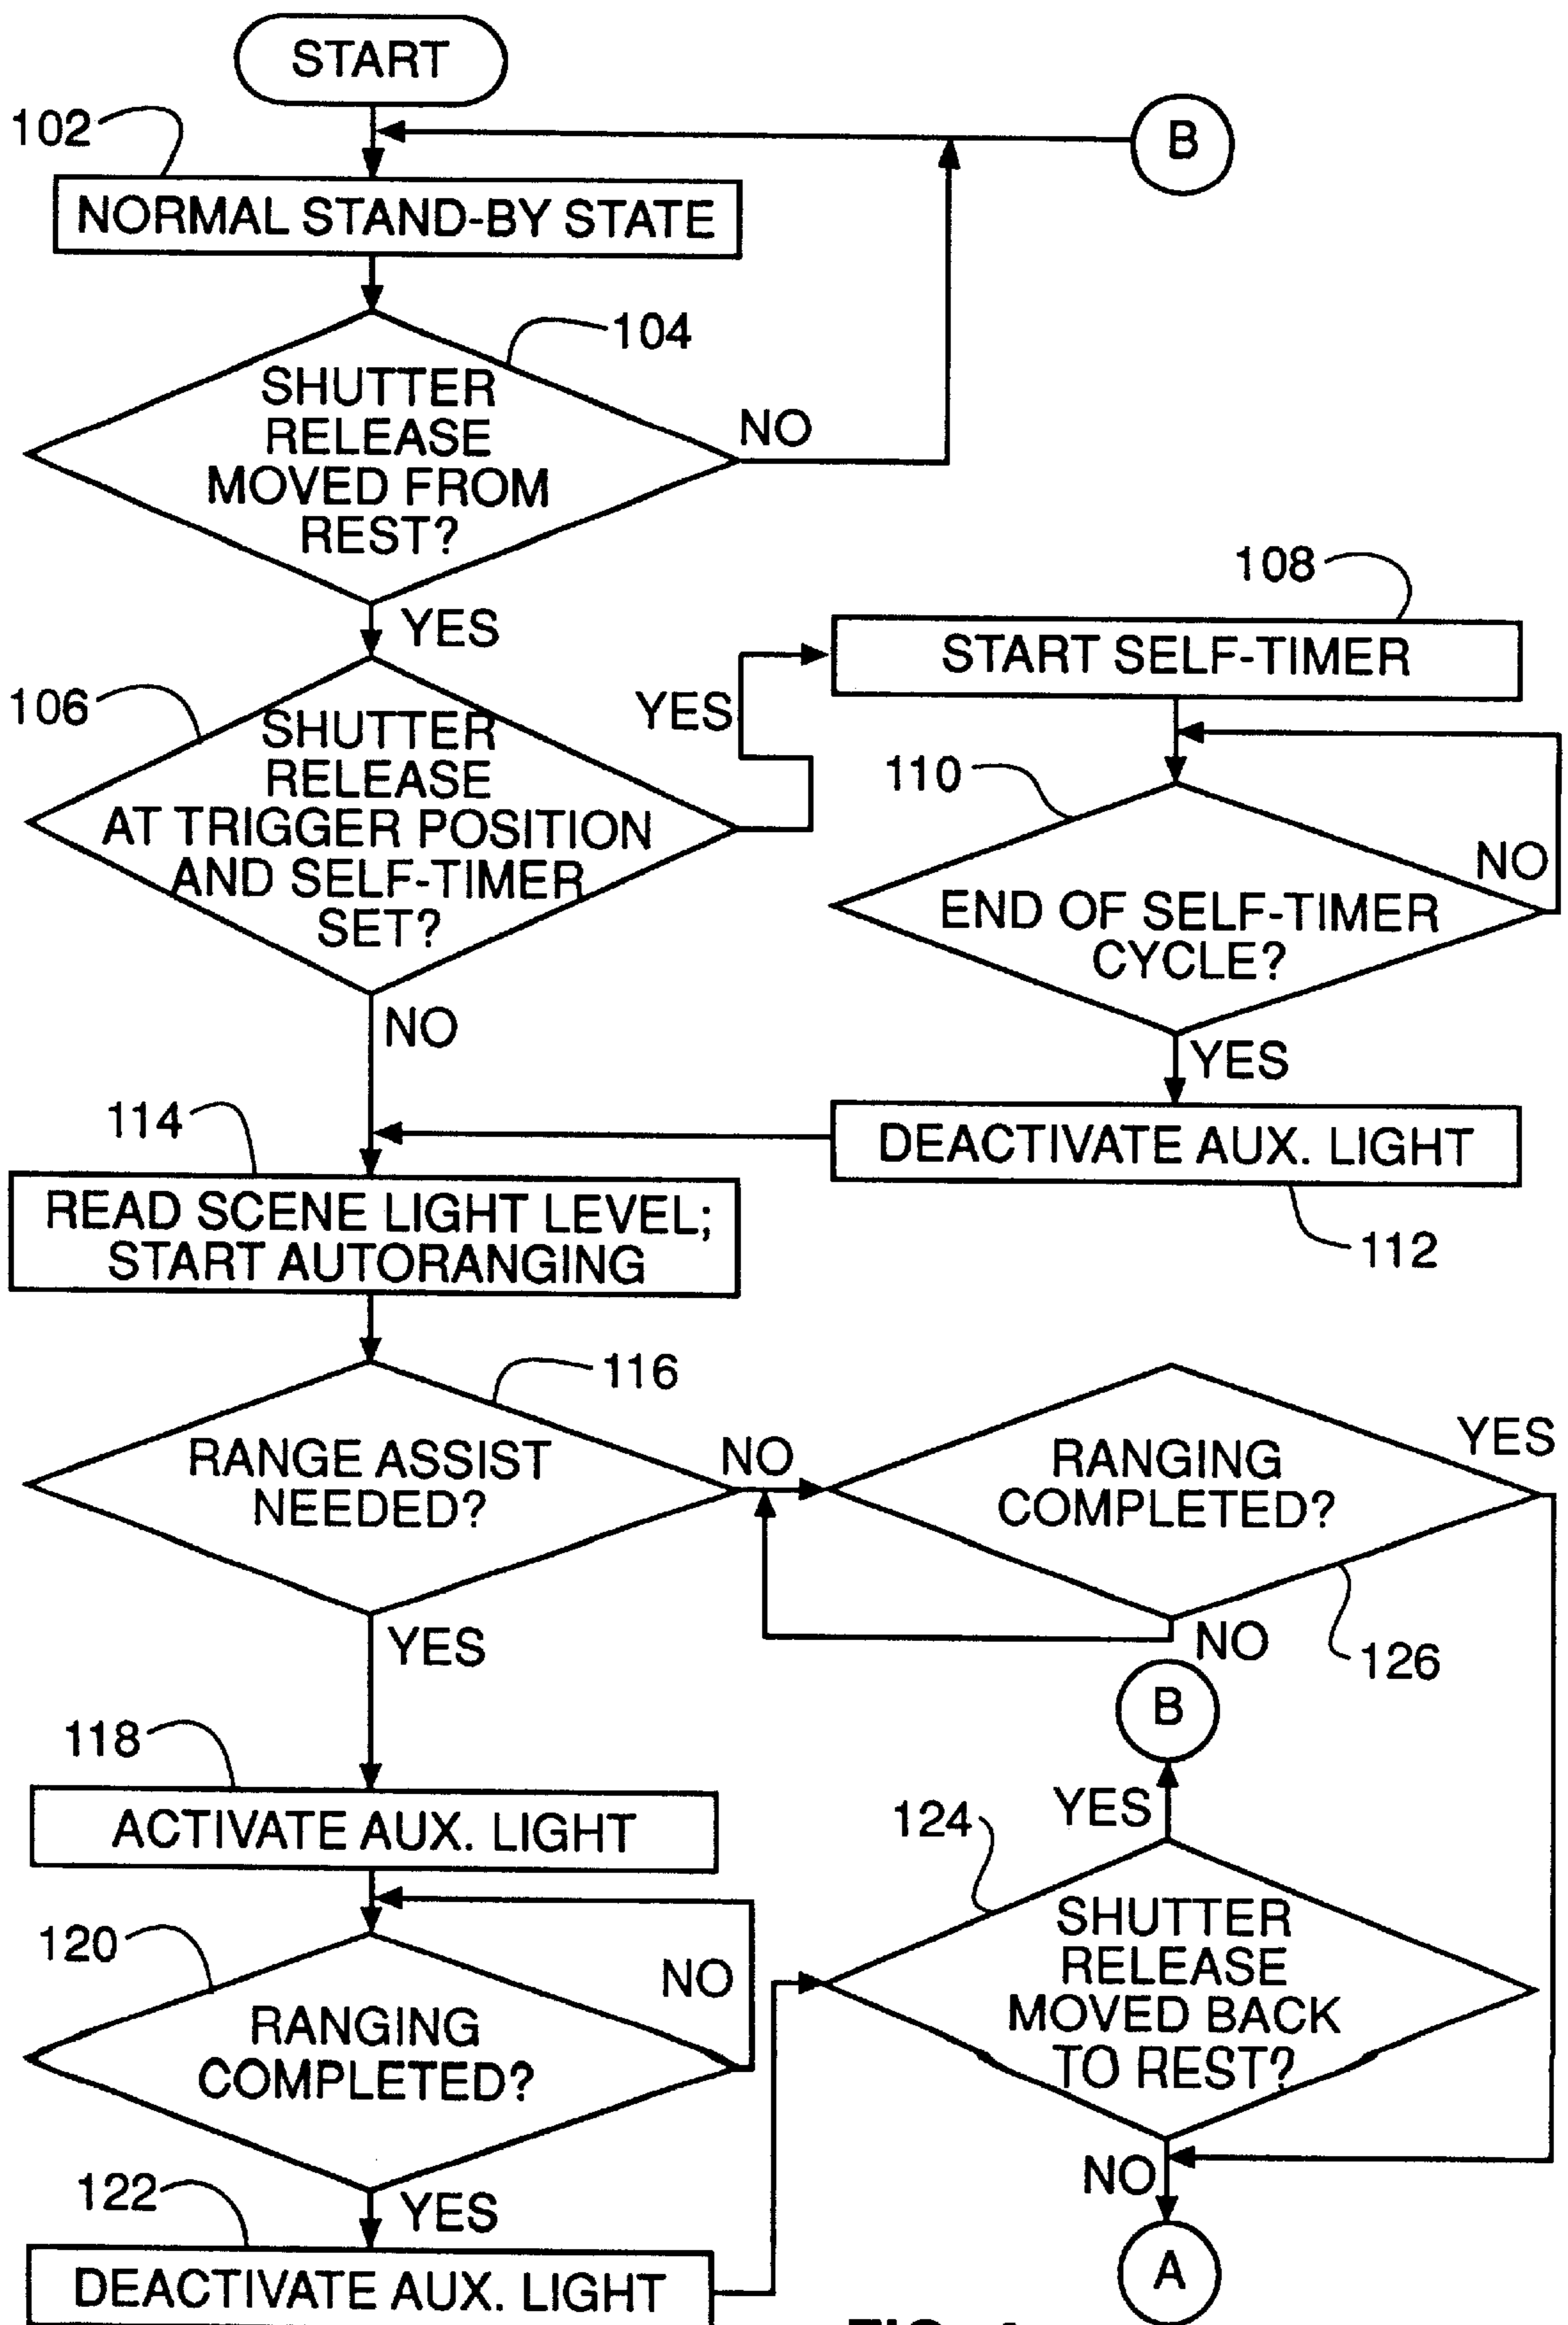 START
B
102
NORMAL STAND-BY STATE
104
SHUTTER
RELEASE
MOVED FROM
REST?
NO
YES
108
START SELF-TIMER
106
SHUTTER
RELEASE
AT TRIGGER POSITION
AND SELF-TIMER
SET?
YES
110
NO
END OF SELF-TIMER
CYCLE?
NO
YES
114
DEACTIVATE AUX. LIGHT
112
READ SCENE LIGHT LEVEL;
START AUTORANGING
116
RANGE ASSIST
NEEDED?
NO
RANGING
COMPLETED?
YES
YES
NO
126
B
118
ACTIVATE AUX. LIGHT
YES
124
120
NO
RANGING
COMPLETED?
SHUTTER
RELEASE
MOVED BACK
TO REST?
122
YES
NO
DEACTIVATE AUX. LIGHT
A